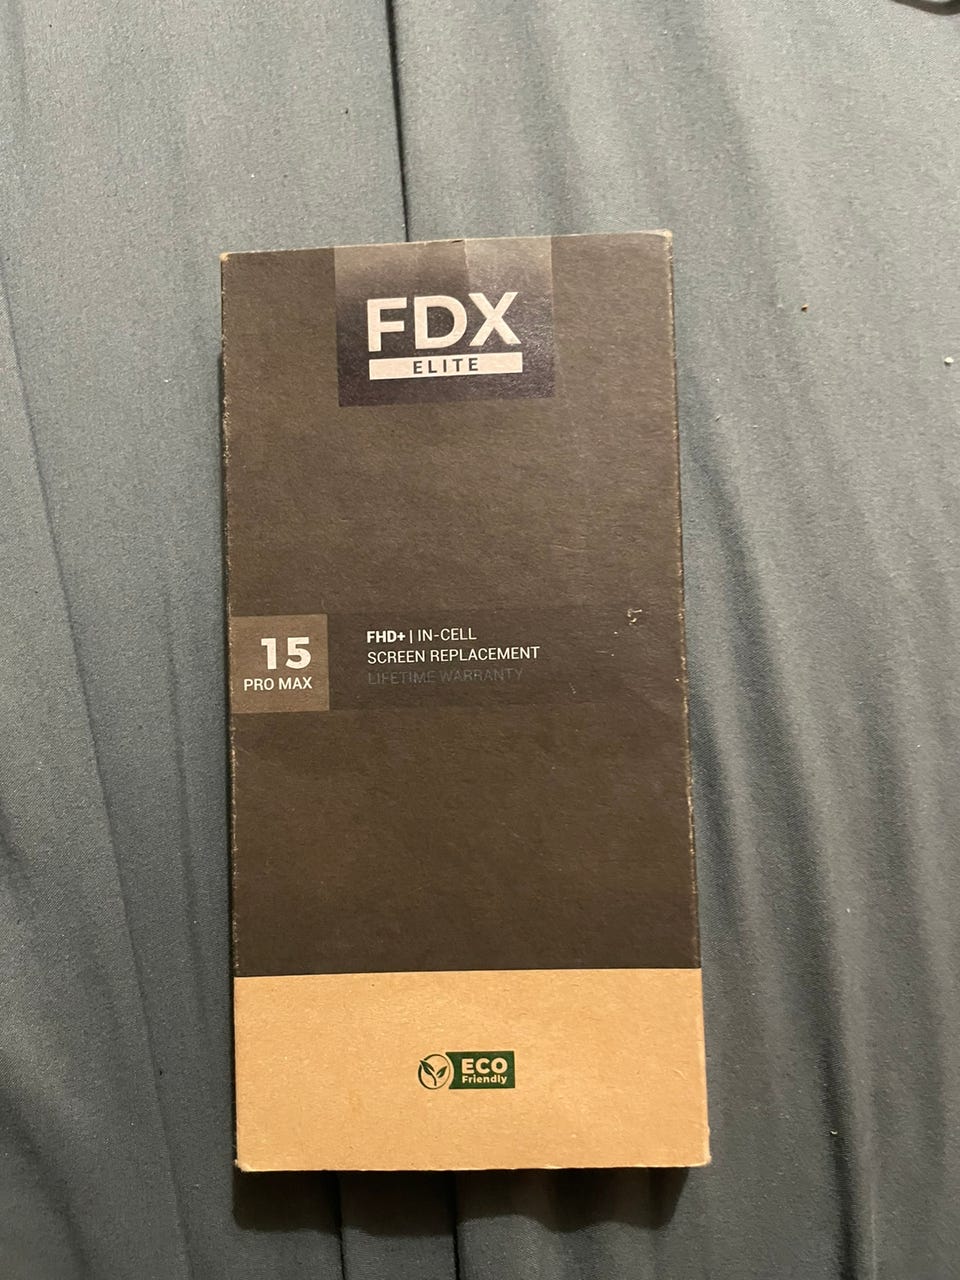 FDX
ELITE
15
PRO MAX
FHD+ | IN-CELL
SCREEN REPLACEMENT
LIFETIME WARRANTY
ECO
Friendly